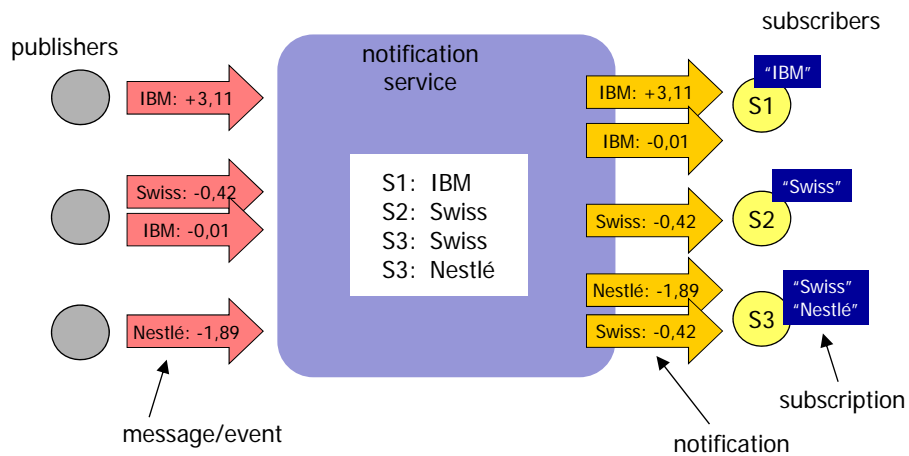 publishers
notification
service
subscribers
IBM: +3,11
Swiss: -0,42
IBM: -0,01
Nestlé: -1,89
S1: IBM
S2: Swiss
S3: Swiss
S3: Nestlé
IBM: +3,11
IBM: -0,01
Swiss: -0,42
Nestlé: -1,89
Swiss: -0,42
“IBM”
S1
“Swiss”
S2
“Swiss”
“Nestlé”
S3
message/event
notification
subscription